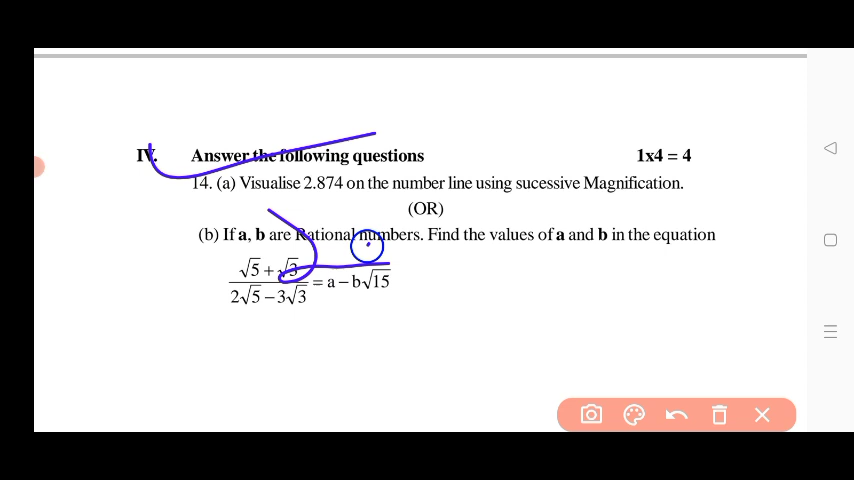 IV. Answer the following questions 1x4 = 4
14. (a) Visualise 2.874 on the number line using sucessive Magnification.
(OR)
(b) If a, b are Rational numbers. Find the values of a and b in the equation
(√5 + √3)/(2√5 − 3√3) = a − b√15